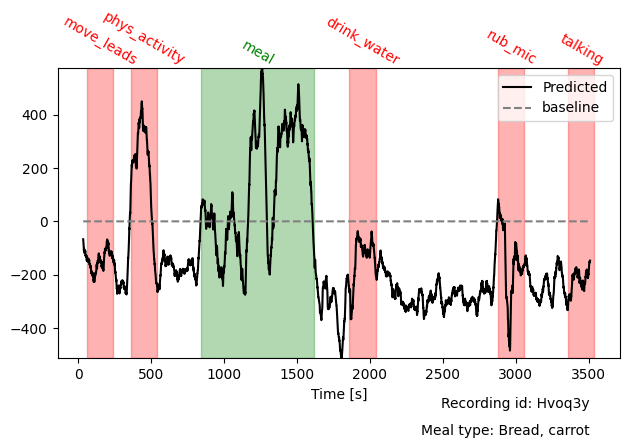 move_leads
phys_activity
meal
drink_water
rub_mic
talking
Predicted
baseline
400
200
0
−200
−400
0
500
1000
1500
2000
2500
3000
3500
Time [s]
Recording id: Hvoq3y
Meal type: Bread, carrot